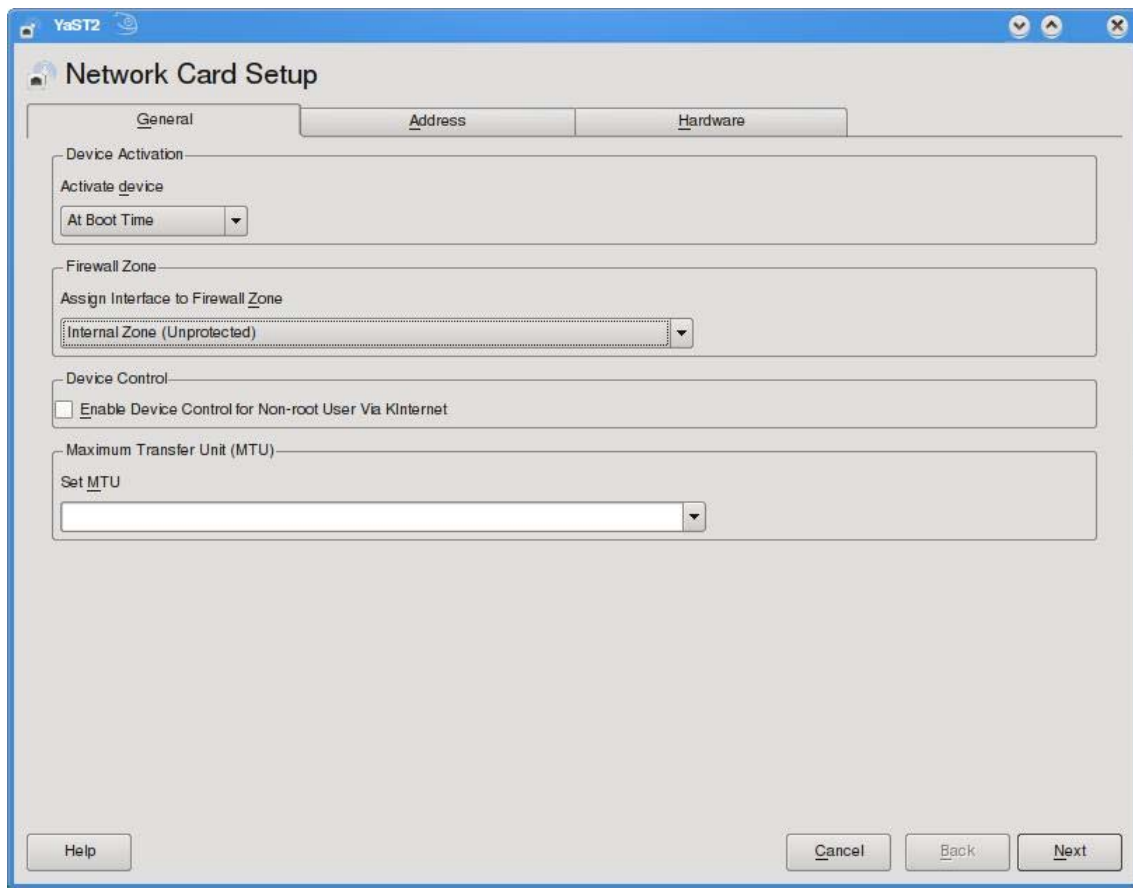 YaST2
Network Card Setup
General Address Hardware
Device Activation
Activate device
At Boot Time
Firewall Zone
Assign Interface to Firewall Zone
Internal Zone (Unprotected)
Device Control
Enable Device Control for Non-root User Via KInternet
Maximum Transfer Unit (MTU)
Set MTU
Help Cancel Back Next